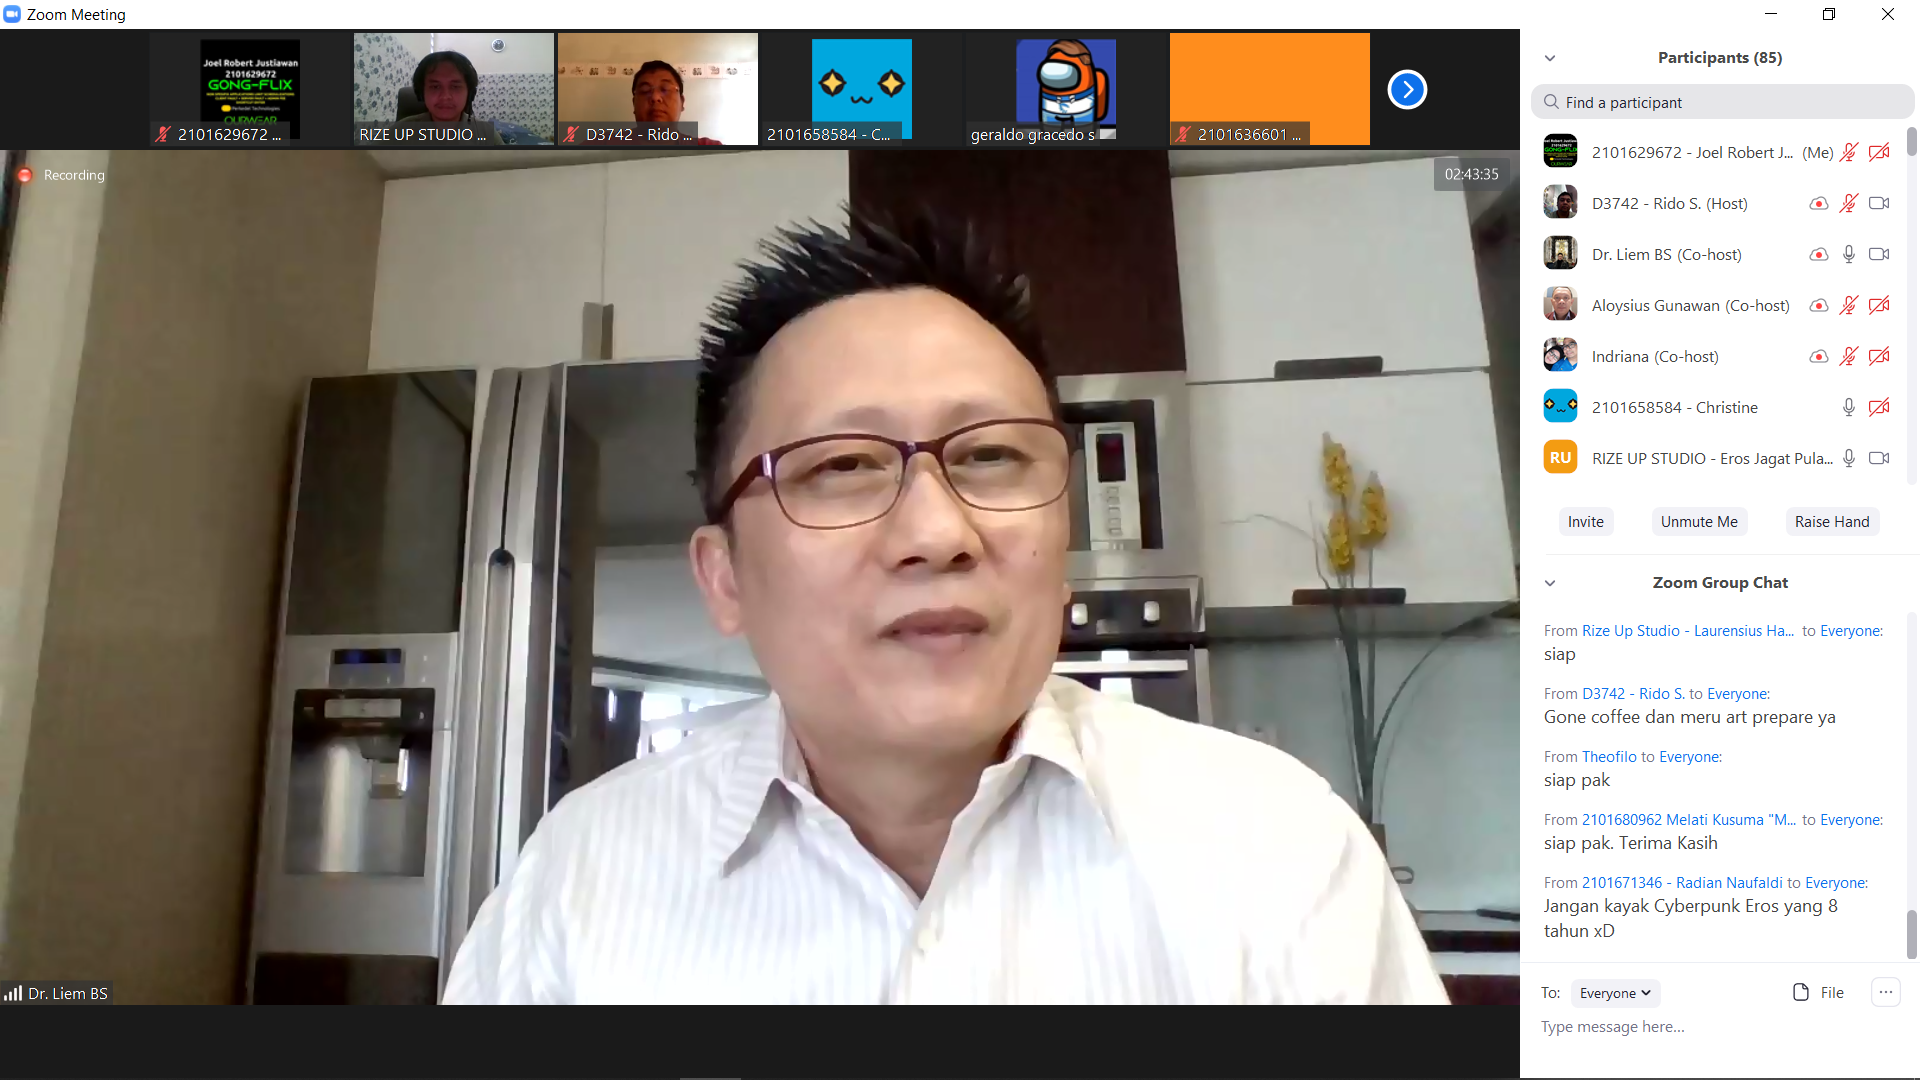 Zoom Meeting
Joel Robert Justiawan
2101629672
GONG-FLIX
OURWEAR
2101629672 ...
RIZE UP STUDIO ...
D3742 - Rido ...
2101658584 - C...
geraldo gracedo s
2101636601 ...
Recording
02:43:35
Dr. Liem BS
Participants (85)
Find a participant
2101629672 - Joel Robert J... (Me)
D3742 - Rido S. (Host)
Dr. Liem BS (Co-host)
Aloysius Gunawan (Co-host)
Indriana (Co-host)
2101658584 - Christine
RU
RIZE UP STUDIO - Eros Jagat Pula...
Invite
Unmute Me
Raise Hand
Zoom Group Chat
From Rize Up Studio - Laurensius Ha... to Everyone:
siap
From D3742 - Rido S. to Everyone:
Gone coffee dan meru art prepare ya
From Theofilo to Everyone:
siap pak
From 2101680962 Melati Kusuma "M... to Everyone:
siap pak. Terima Kasih
From 2101671346 - Radian Naufaldi to Everyone:
Jangan kayak Cyberpunk Eros yang 8
tahun xD
To: Everyone
File
...
Type message here...